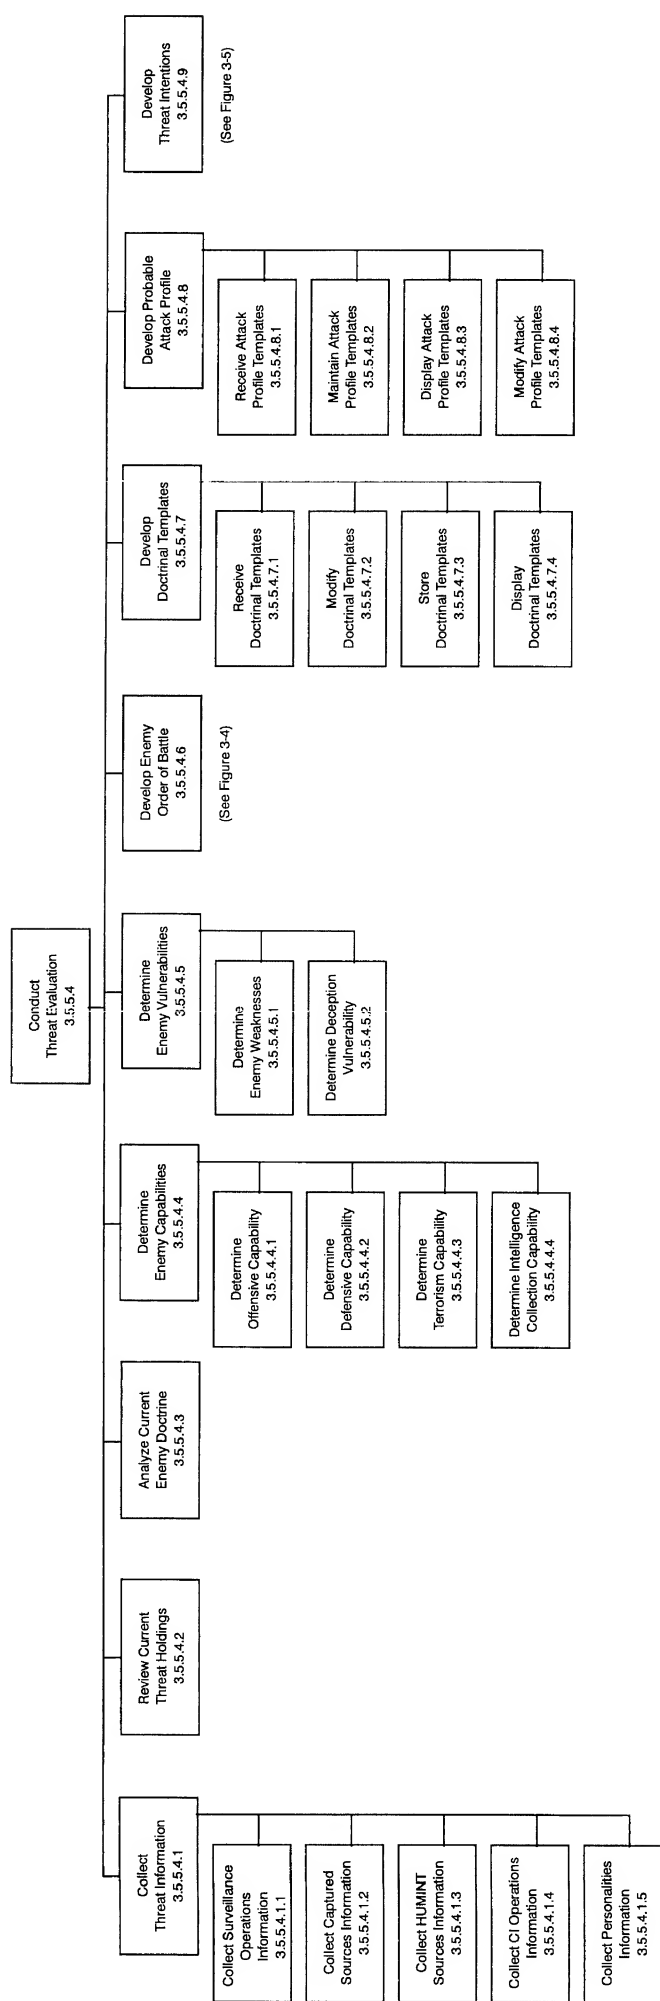 Conduct
Threat Evaluation
3.5.5.4
Collect
Threat Information
3.5.5.4.1
Collect Surveillance
Operations
Information
3.5.5.4.1.1
Collect Captured
Sources Information
3.5.5.4.1.2
Collect HUMINT
Sources Information
3.5.5.4.1.3
Collect CI Operations
Information
3.5.5.4.1.4
Collect Personalities
Information
3.5.5.4.1.5
Review Current
Threat Holdings
3.5.5.4.2
Analyze Current
Enemy Doctrine
3.5.5.4.3
Determine
Enemy Capabilities
3.5.5.4.4
Determine
Offensive Capability
3.5.5.4.4.1
Determine
Defensive Capability
3.5.5.4.4.2
Determine
Terrorism Capability
3.5.5.4.4.3
Determine Intelligence
Collection Capability
3.5.5.4.4.4
Determine
Enemy Vulnerabilities
3.5.5.4.5
Determine
Enemy Weaknesses
3.5.5.4.5.1
Determine Deception
Vulnerability
3.5.5.4.5.2
Develop Enemy
Order of Battle
3.5.5.4.6
(See Figure 3-4)
Develop
Doctrinal Templates
3.5.5.4.7
Receive
Doctrinal Templates
3.5.5.4.7.1
Modify
Doctrinal Templates
3.5.5.4.7.2
Store
Doctrinal Templates
3.5.5.4.7.3
Display
Doctrinal Templates
3.5.5.4.7.4
Develop Probable
Attack Profile
3.5.5.4.8
Receive Attack
Profile Templates
3.5.5.4.8.1
Maintain Attack
Profile Templates
3.5.5.4.8.2
Display Attack
Profile Templates
3.5.5.4.8.3
Modify Attack
Profile Templates
3.5.5.4.8.4
Develop
Threat Intentions
3.5.5.4.9
(See Figure 3-5)